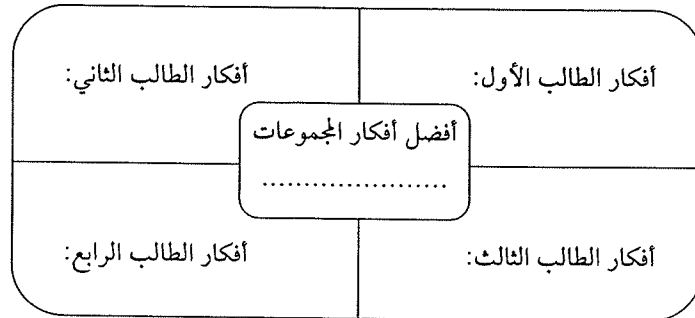 أفكار الطالب الأول:
أفكار الطالب الثاني:
أفضل أفكار المجموعات
......................
أفكار الطالب الثالث:
أفكار الطالب الرابع: